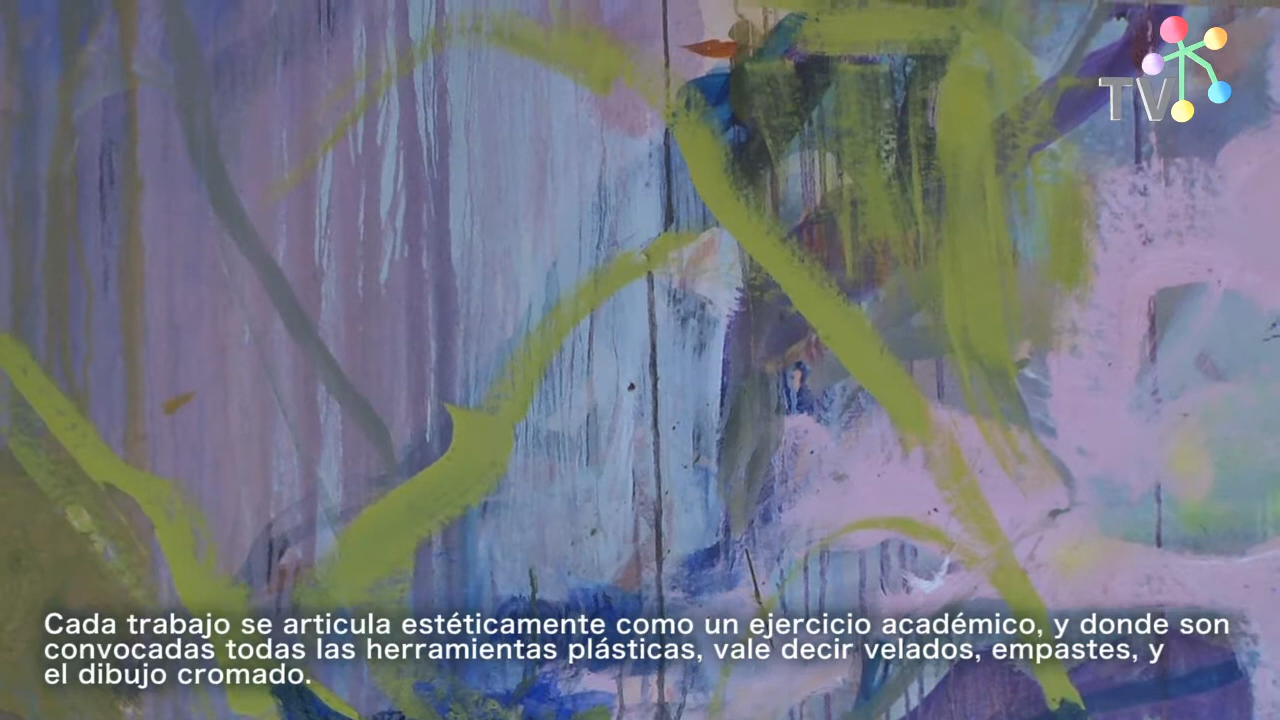 TV
Cada trabajo se articula estéticamente como un ejercicio académico, y donde son
convocadas todas las herramientas plásticas, vale decir velados, empastes, y
el dibujo cromado.